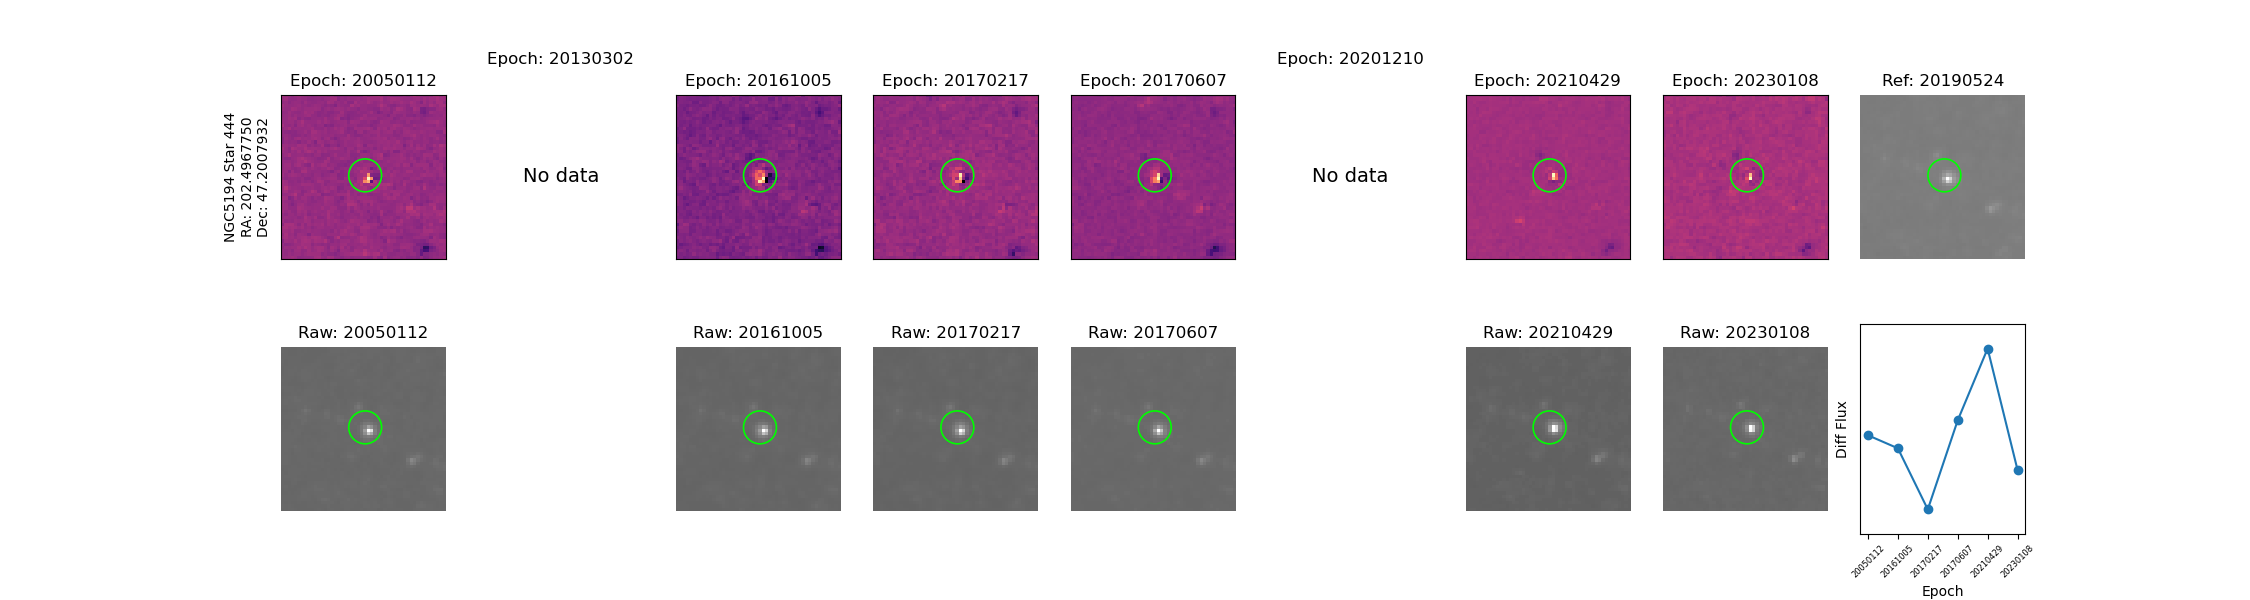 NGC5194 Star 444
RA: 202.4967750
Dec: 47.2007932
Epoch: 20050112
Epoch: 20130302
No data
Epoch: 20161005
Epoch: 20170217
Epoch: 20170607
Epoch: 20201210
No data
Epoch: 20210429
Epoch: 20230108
Ref: 20190524
Raw: 20050112
Raw: 20161005
Raw: 20170217
Raw: 20170607
Raw: 20210429
Raw: 20230108
Diff Flux
20050112
20161005
20170217
20170607
20210429
20230108
Epoch